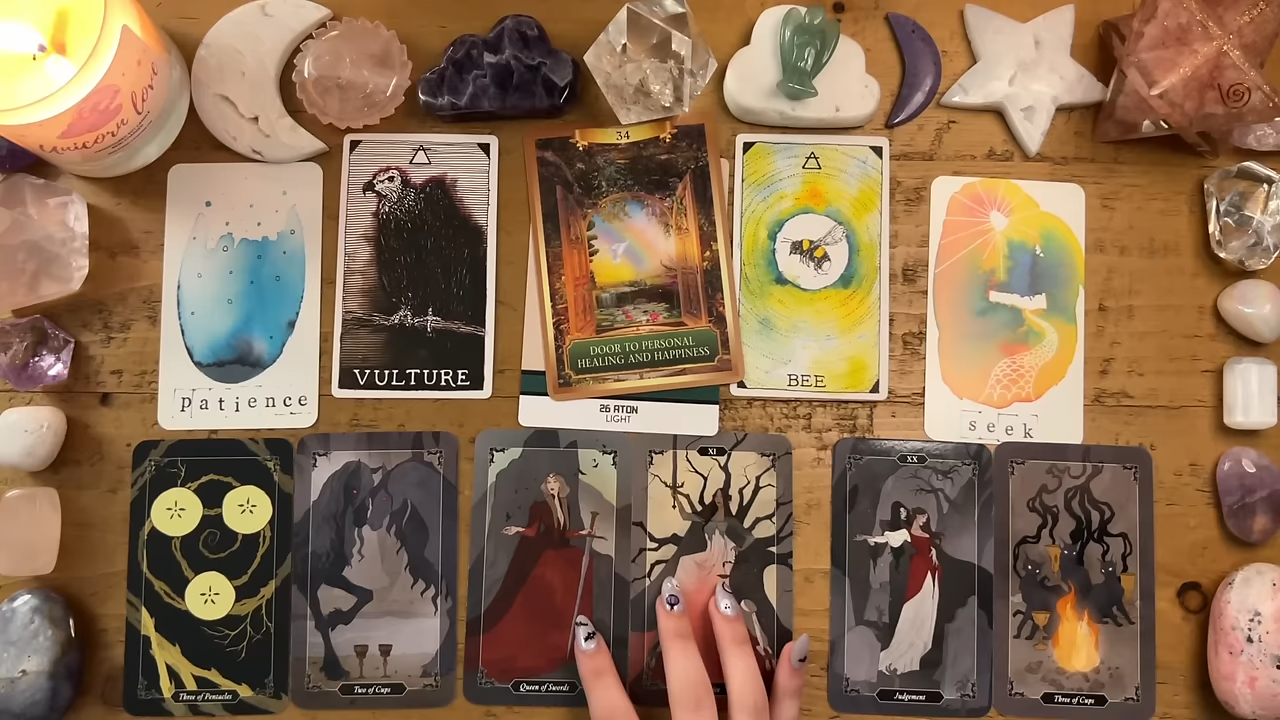 Unicorn love
34
DOOR TO PERSONAL
HEALING AND HAPPINESS
patience
VULTURE
26 ATON
LIGHT
BEE
seek
XI
XX
Three of Pentacles
Two of Cups
Queen of Swords
Judgement
Three of Cups